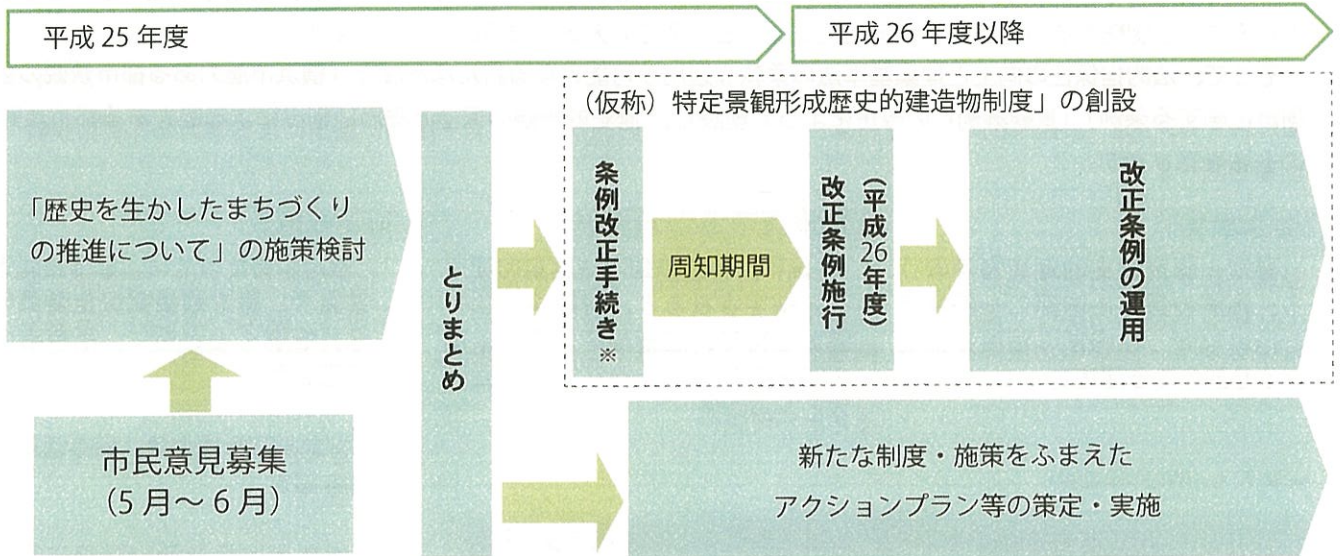 平成 25 年度
平成 26 年度以降
（仮称）特定景観形成歴史的建造物制度」の創設
「歴史を生かしたまちづくり
の推進について」の施策検討
市民意見募集
（5 月～ 6 月）
とりまとめ
条例改正手続き※
周知期間
（平成26年度）
改正条例施行
改正条例の運用
新たな制度・施策をふまえた
アクションプラン等の策定・実施